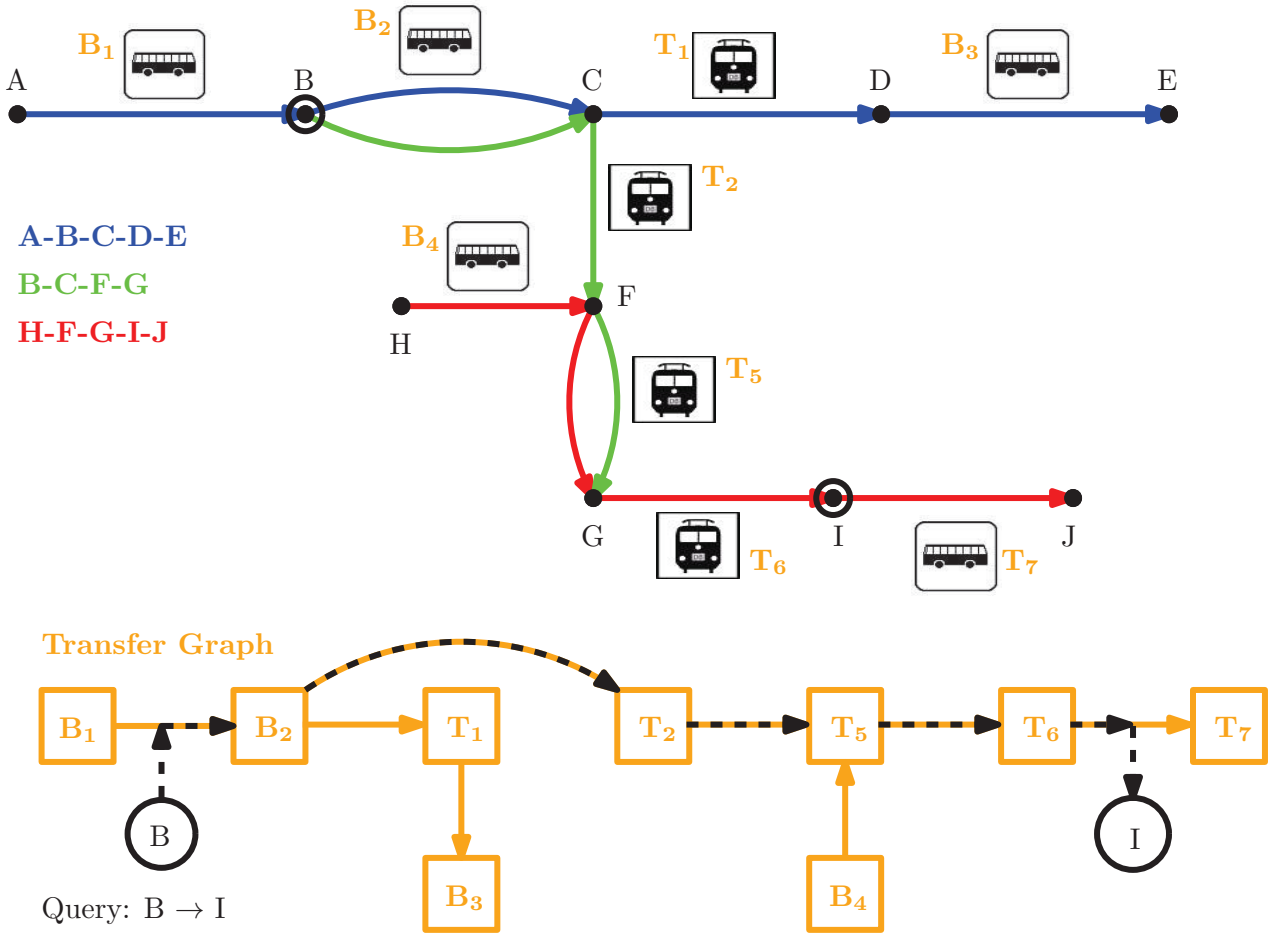 B₁
B₂
T₁
B₃
A
B
C
D
E
T₂
A-B-C-D-E
B-C-F-G
H-F-G-I-J
B₄
F
H
T₅
G
I
J
T₆
T₇
Transfer Graph
B₁
B₂
T₁
T₂
T₅
T₆
T₇
B
I
B₃
B₄
Query: B → I